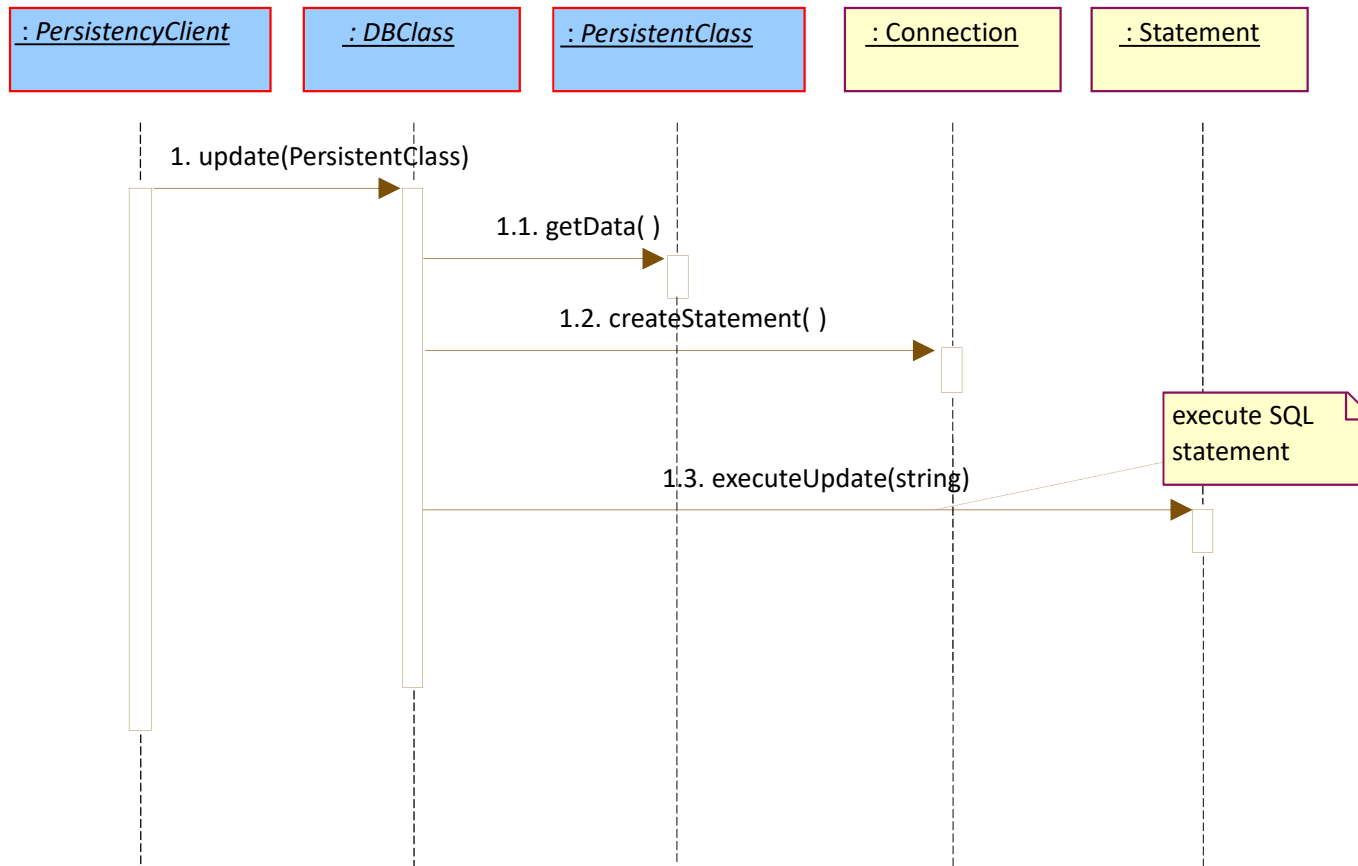 : PersistencyClient
: DBClass
: PersistentClass
: Connection
: Statement
1. update(PersistentClass)
1.1. getData( )
1.2. createStatement( )
execute SQL
statement
1.3. executeUpdate(string)